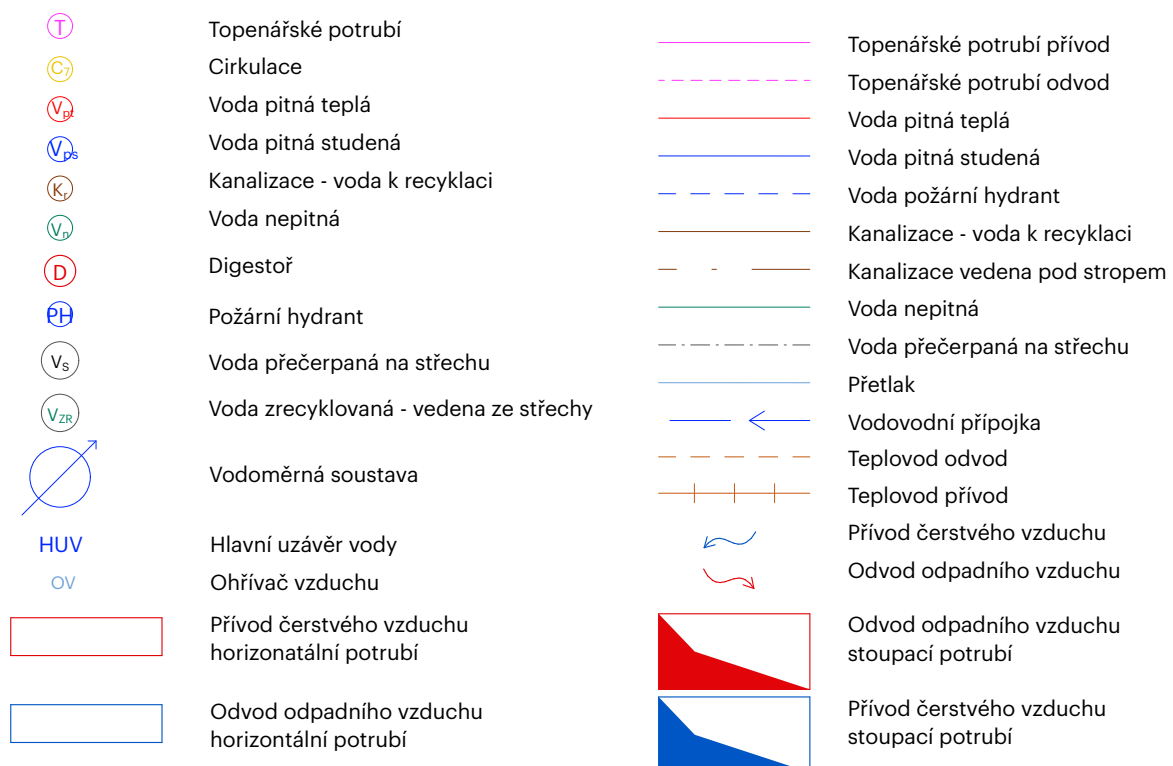 T
Topenářské potrubí
C7
Cirkulace
Vpt
Voda pitná teplá
Vps
Voda pitná studená
Kr
Kanalizace - voda k recyklaci
Vn
Voda nepitná
D
Digestoř
PH
Požární hydrant
VS
Voda přečerpaná na střechu
VZR
Voda zrecyklovaná - vedena ze střechy
Vodoměrná soustava
HUV
Hlavní uzávěr vody
OV
Ohřívač vzduchu
Přívod čerstvého vzduchu
horizonatální potrubí
Odvod odpadního vzduchu
horizontální potrubí
Topenářské potrubí přívod
Topenářské potrubí odvod
Voda pitná teplá
Voda pitná studená
Voda požární hydrant
Kanalizace - voda k recyklaci
Kanalizace vedena pod stropem
Voda nepitná
Voda přečerpaná na střechu
Přetlak
Vodovodní přípojka
Teplovod odvod
Teplovod přívod
Přívod čerstvého vzduchu
Odvod odpadního vzduchu
Odvod odpadního vzduchu
stoupací potrubí
Přívod čerstvého vzduchu
stoupací potrubí